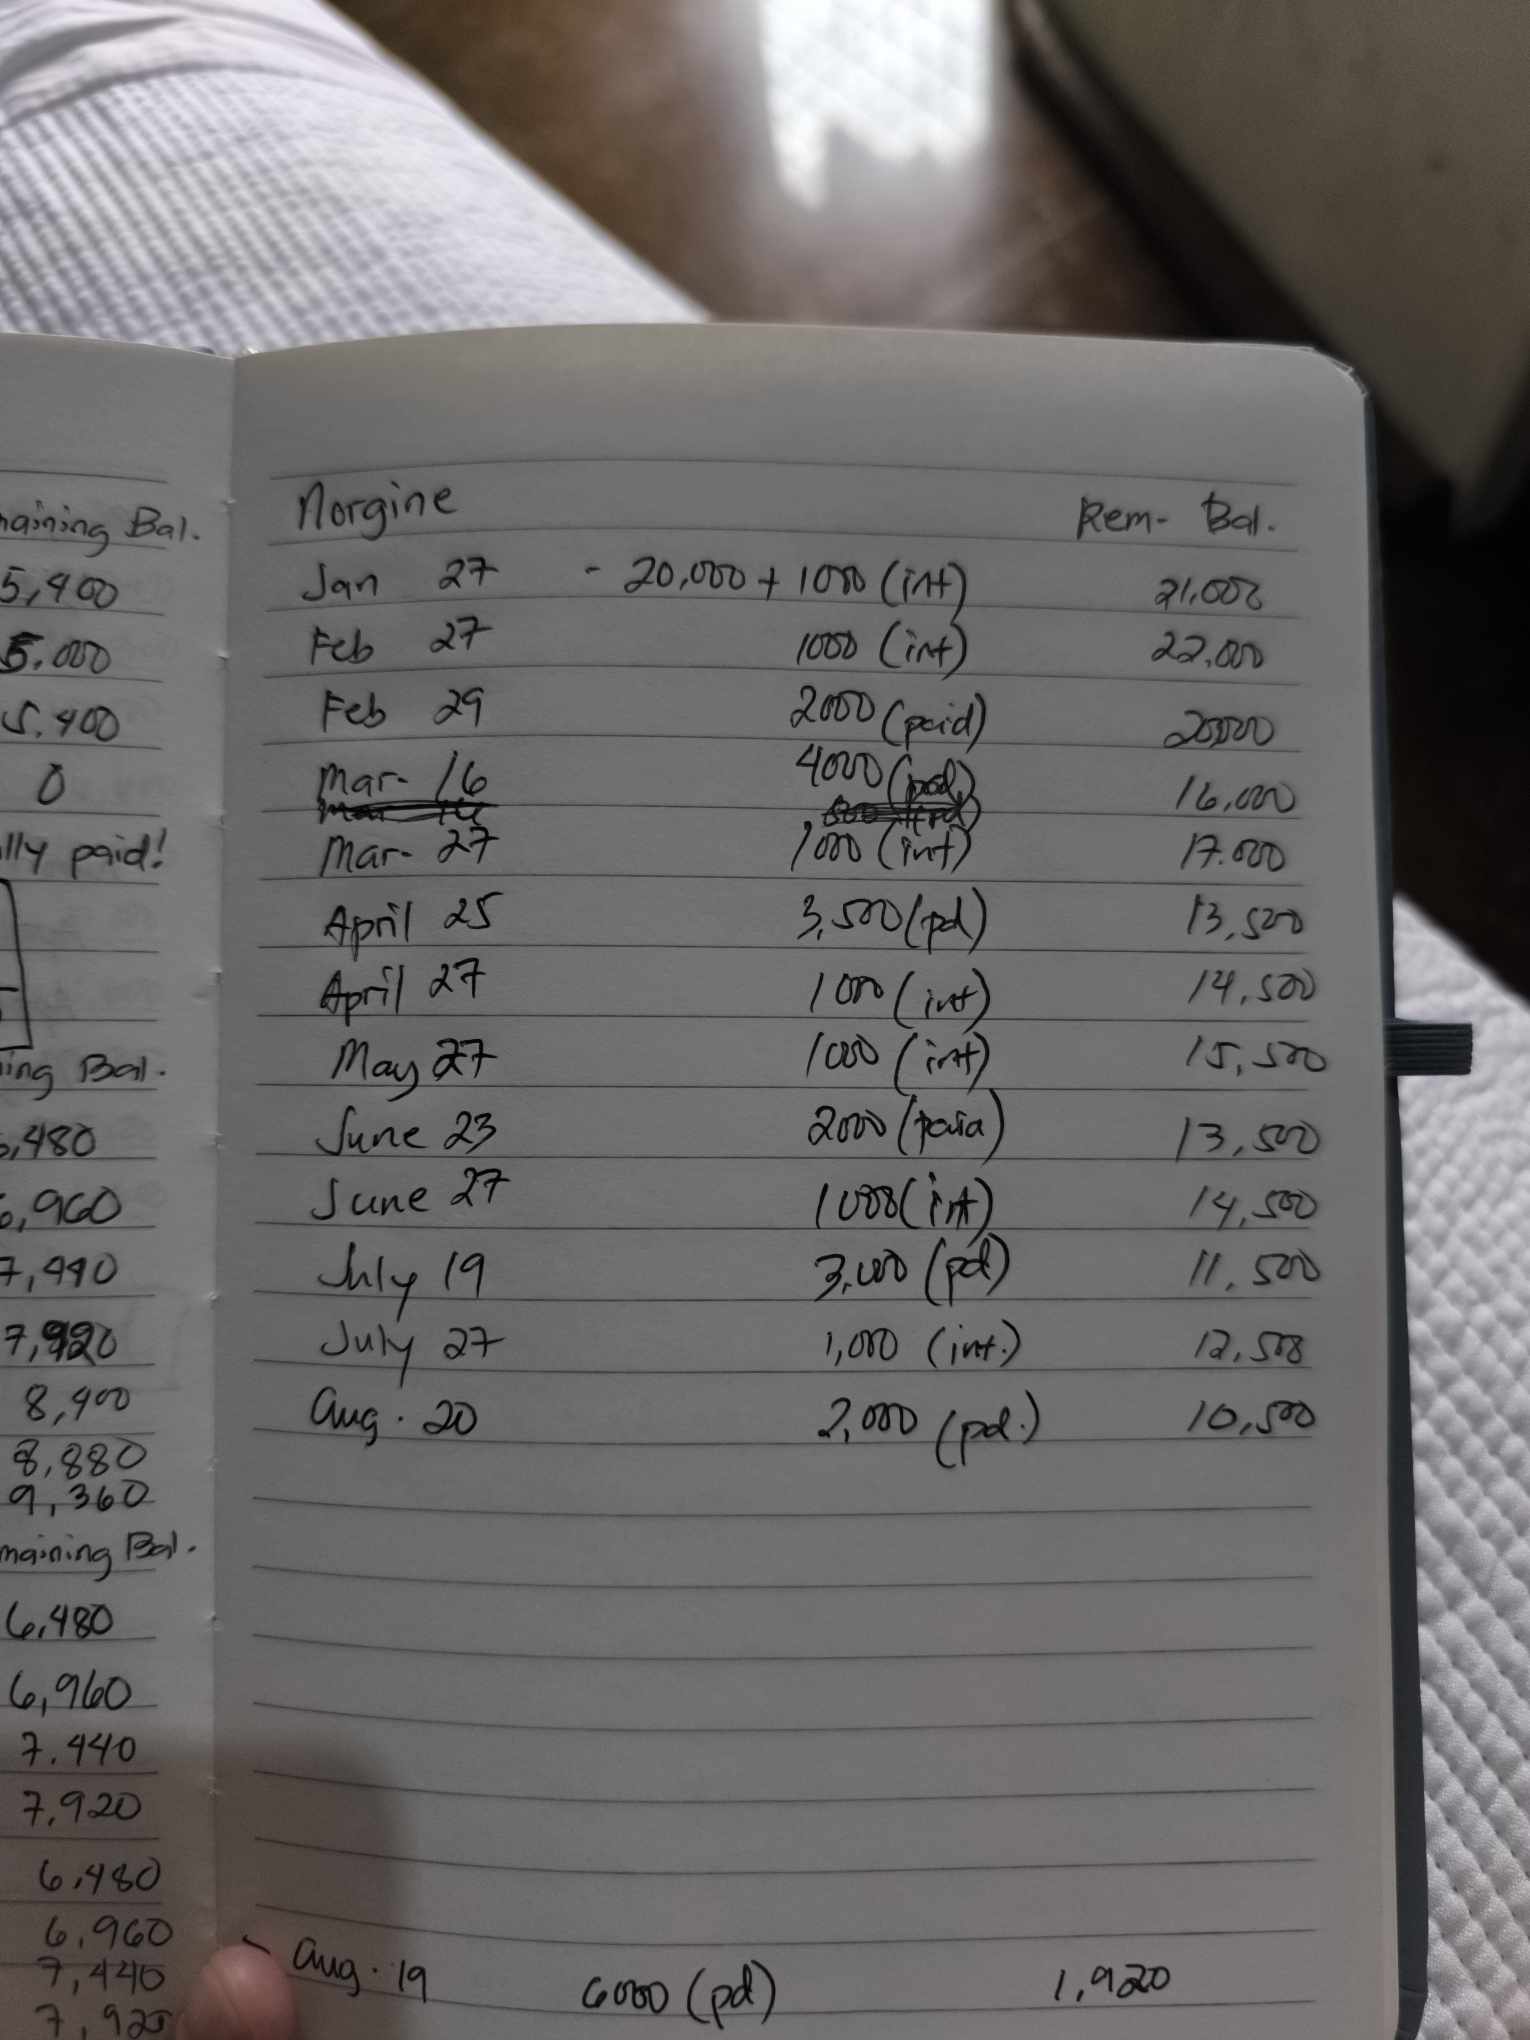 maining Bal.
5,400
5,000
5,400
0
lly paid!
ing Bal.
,480
6,960
7,440
7,920
8,400
8,880
9,360
maining Bal.
6,480
6,960
7.440
7,920
6,480
6,960
7,440
7,920
Norgine Rem- Bal.
Jan 27 - 20,000 + 1000 (int) 21,000
Feb 27 1000 (int) 22,000
Feb 29 2000 (paid) 20,000
Mar- 16 4000 (pd) 16,000
Mar- 27 1000 (int) 17.000
April 25 3,500 (pd) 13,500
April 27 1000 (int) 14,500
May 27 1000 (int) 15,500
June 23 2000 (paid) 13,500
June 27 1000 (int) 14,500
July 19 3,000 (pd) 11,500
July 27 1,000 (int.) 12,500
Aug. 20 2,000 (pd.) 10,500
Aug. 19 6000 (pd) 1,920